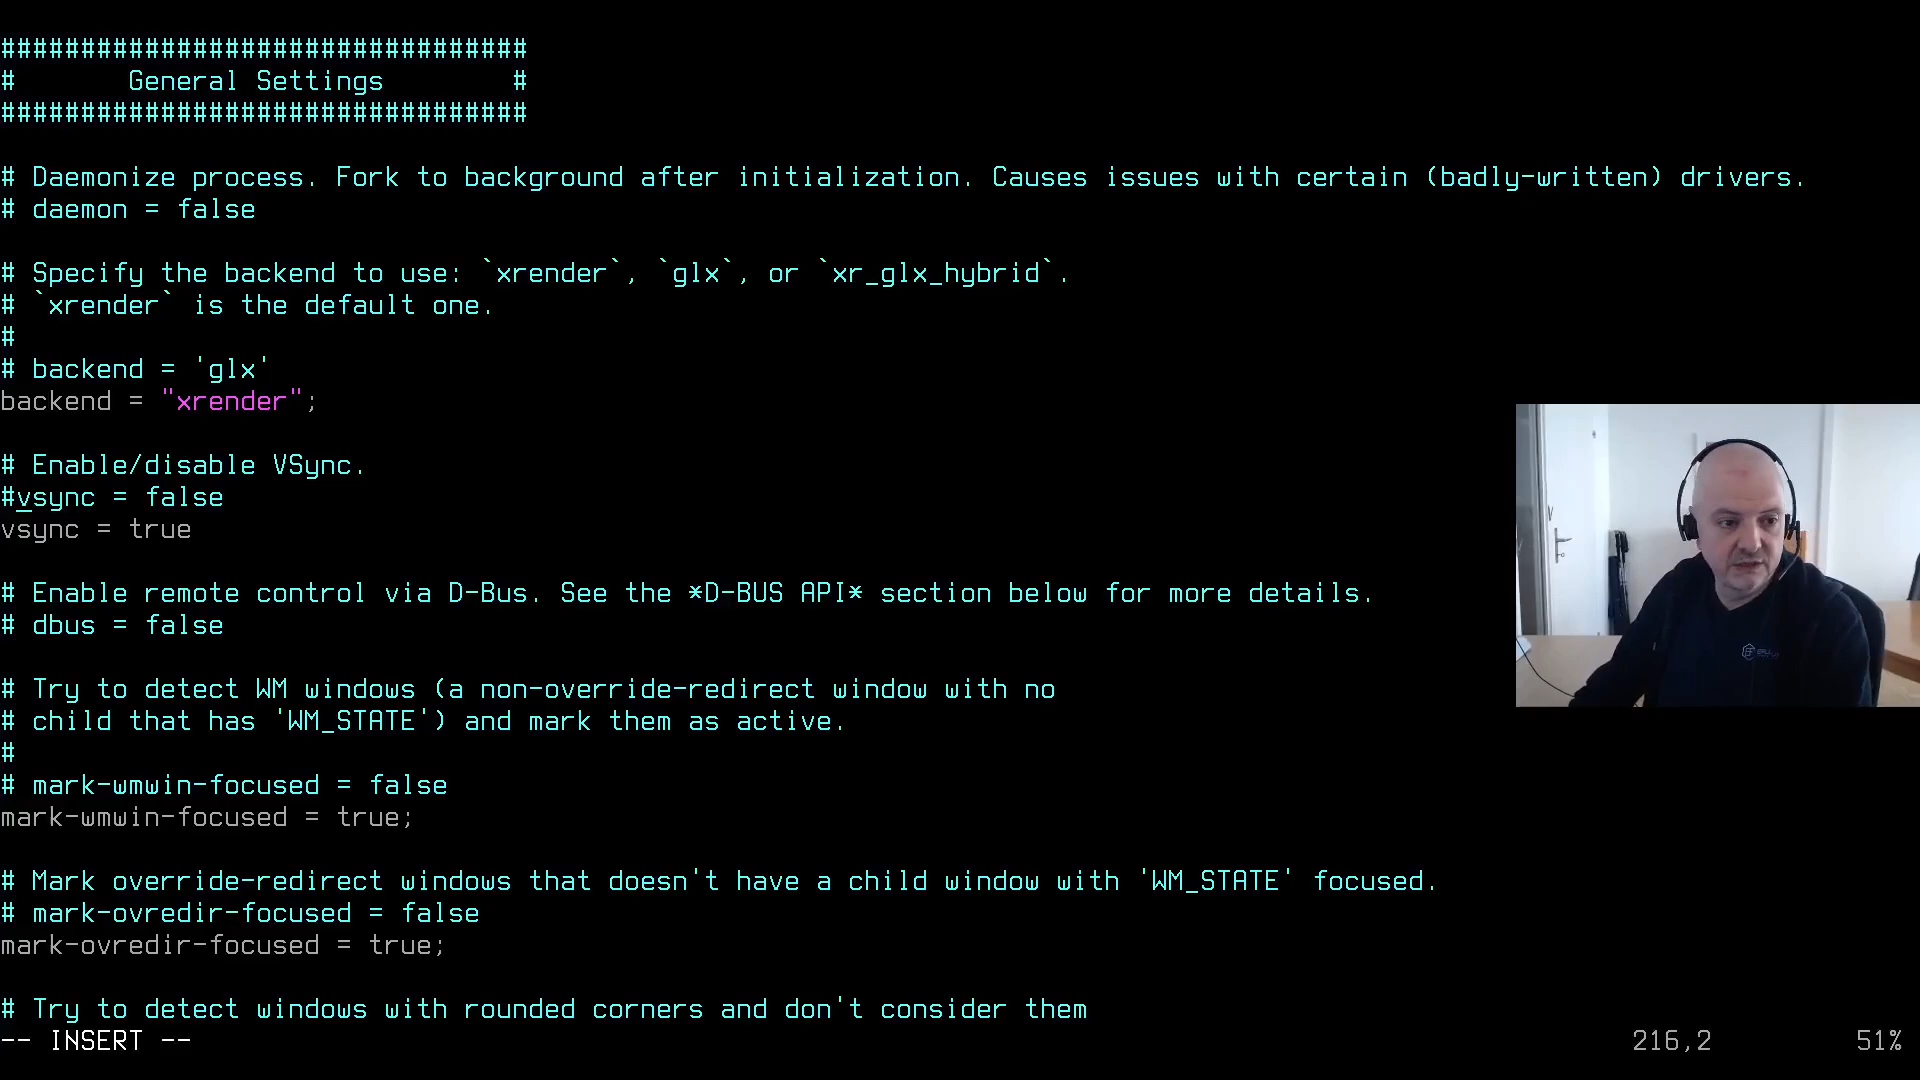 #################################
#       General Settings        #
#################################
# Daemonize process. Fork to background after initialization. Causes issues with certain (badly-written) drivers.
# daemon = false
# Specify the backend to use: `xrender`, `glx`, or `xr_glx_hybrid`.
# `xrender` is the default one.
#
# backend = 'glx'
backend = "xrender";
# Enable/disable VSync.
#vsync = false
vsync = true
# Enable remote control via D-Bus. See the *D-BUS API* section below for more details.
# dbus = false
# Try to detect WM windows (a non-override-redirect window with no
# child that has 'WM_STATE') and mark them as active.
#
# mark-wmwin-focused = false
mark-wmwin-focused = true;
# Mark override-redirect windows that doesn't have a child window with 'WM_STATE' focused.
# mark-ovredir-focused = false
mark-ovredir-focused = true;
# Try to detect windows with rounded corners and don't consider them
-- INSERT -- 216,2 51%